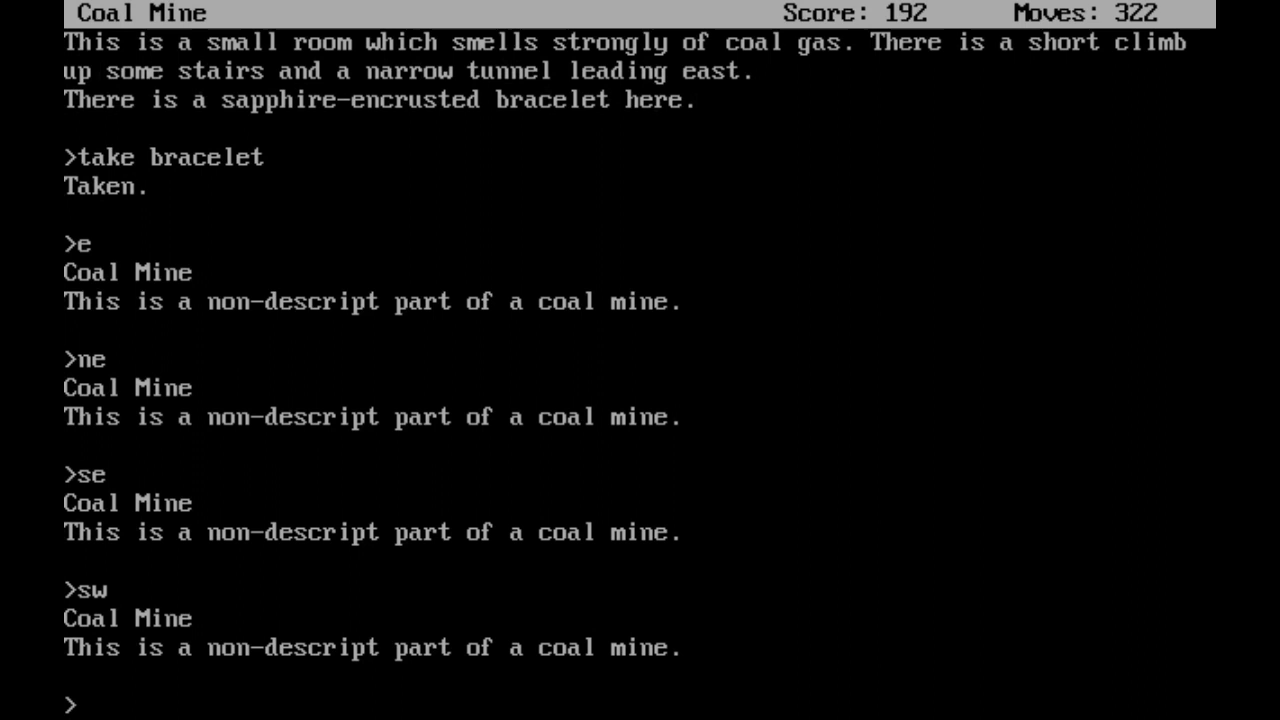 Coal Mine Score: 192 Moves: 322
This is a small room which smells strongly of coal gas. There is a short climb
up some stairs and a narrow tunnel leading east.
There is a sapphire-encrusted bracelet here.
>take bracelet
Taken.
>e
Coal Mine
This is a non-descript part of a coal mine.
>ne
Coal Mine
This is a non-descript part of a coal mine.
>se
Coal Mine
This is a non-descript part of a coal mine.
>sw
Coal Mine
This is a non-descript part of a coal mine.
>